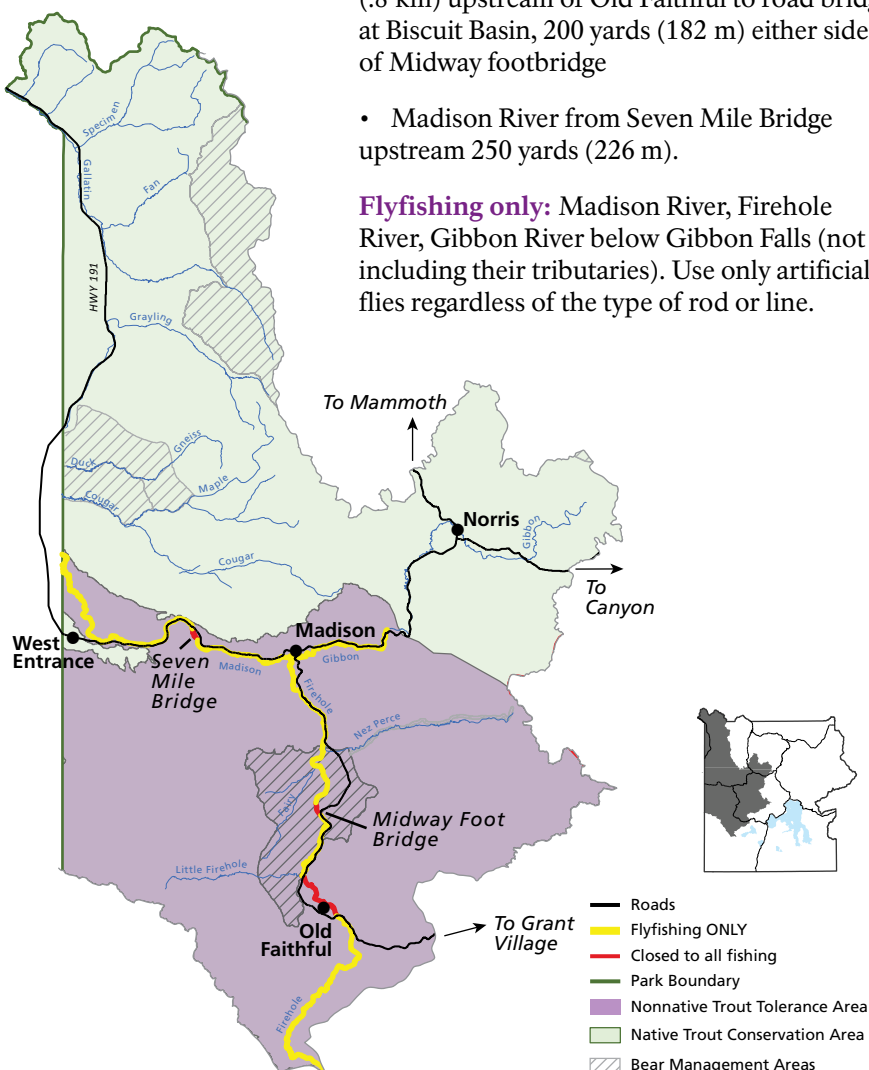 (.8 km) upstream of Old Faithful to road bridge
at Biscuit Basin, 200 yards (182 m) either side
of Midway footbridge
• Madison River from Seven Mile Bridge
upstream 250 yards (226 m).
Flyfishing only: Madison River, Firehole
River, Gibbon River below Gibbon Falls (not
including their tributaries). Use only artificial
flies regardless of the type of rod or line.
Specimen
Gallatin
Fan
HWY 191
Grayling
To Mammoth
Gneiss
Duck
Maple
Cougar
Norris
Gibbon
Cougar
To
Canyon
West
Entrance
Madison
Seven
Mile
Bridge
Madison
Gibbon
Firehole
Nez Perce
Fairy
Midway Foot
Bridge
Little Firehole
Old
Faithful
To Grant
Village
Firehole
Roads
Flyfishing ONLY
Closed to all fishing
Park Boundary
Nonnative Trout Tolerance Area
Native Trout Conservation Area
Bear Management Areas